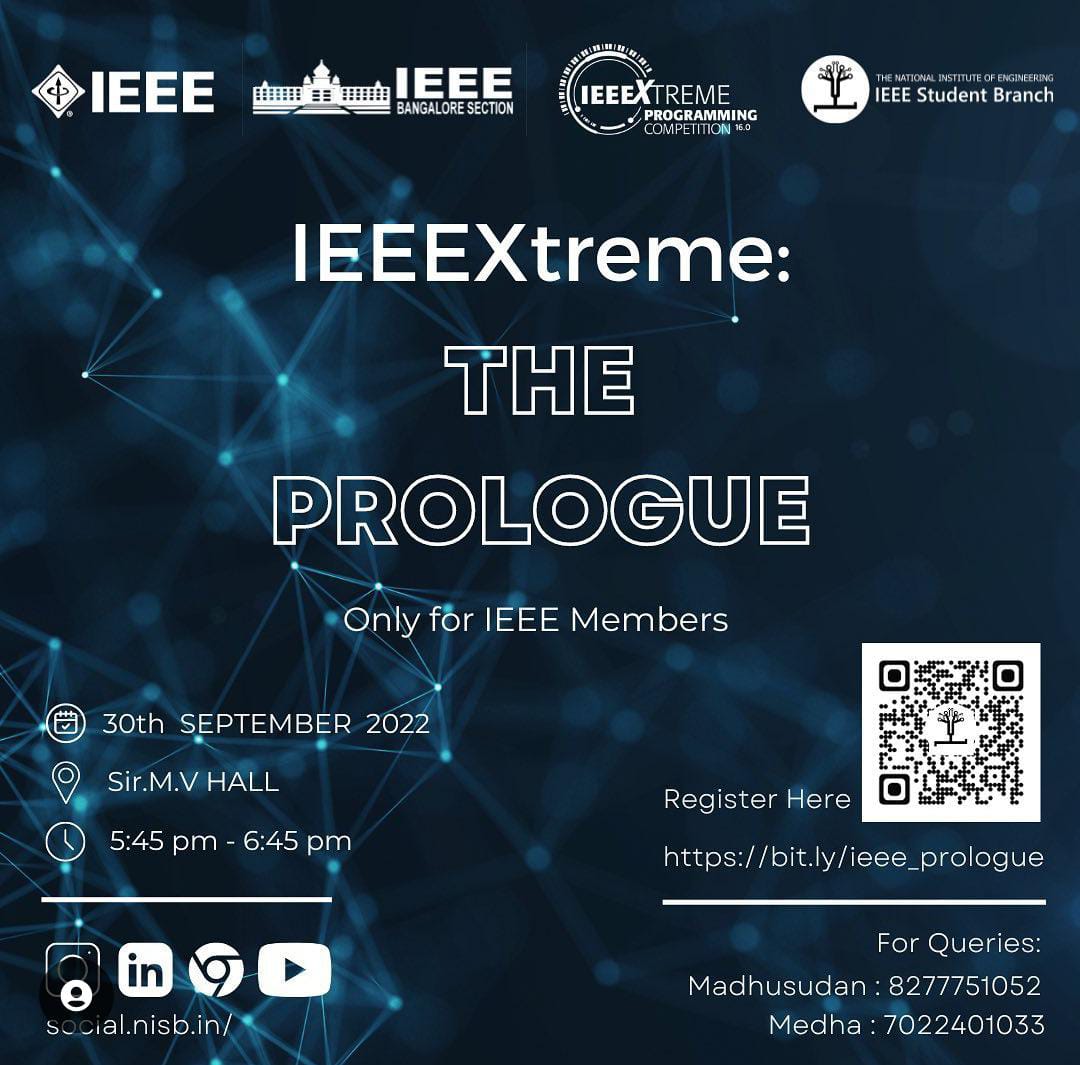 IEEE
IEEE
BANGALORE SECTION
IEEEXTREME
PROGRAMMING
COMPETITION 16.0
THE NATIONAL INSTITUTE OF ENGINEERING
IEEE Student Branch
IEEEXtreme:
THE
PROLOGUE
Only for IEEE Members
30th SEPTEMBER 2022
Sir.M.V HALL
5:45 pm - 6:45 pm
Register Here
https://bit.ly/ieee_prologue
in
social.nisb.in/
For Queries:
Madhusudan : 8277751052
Medha : 7022401033